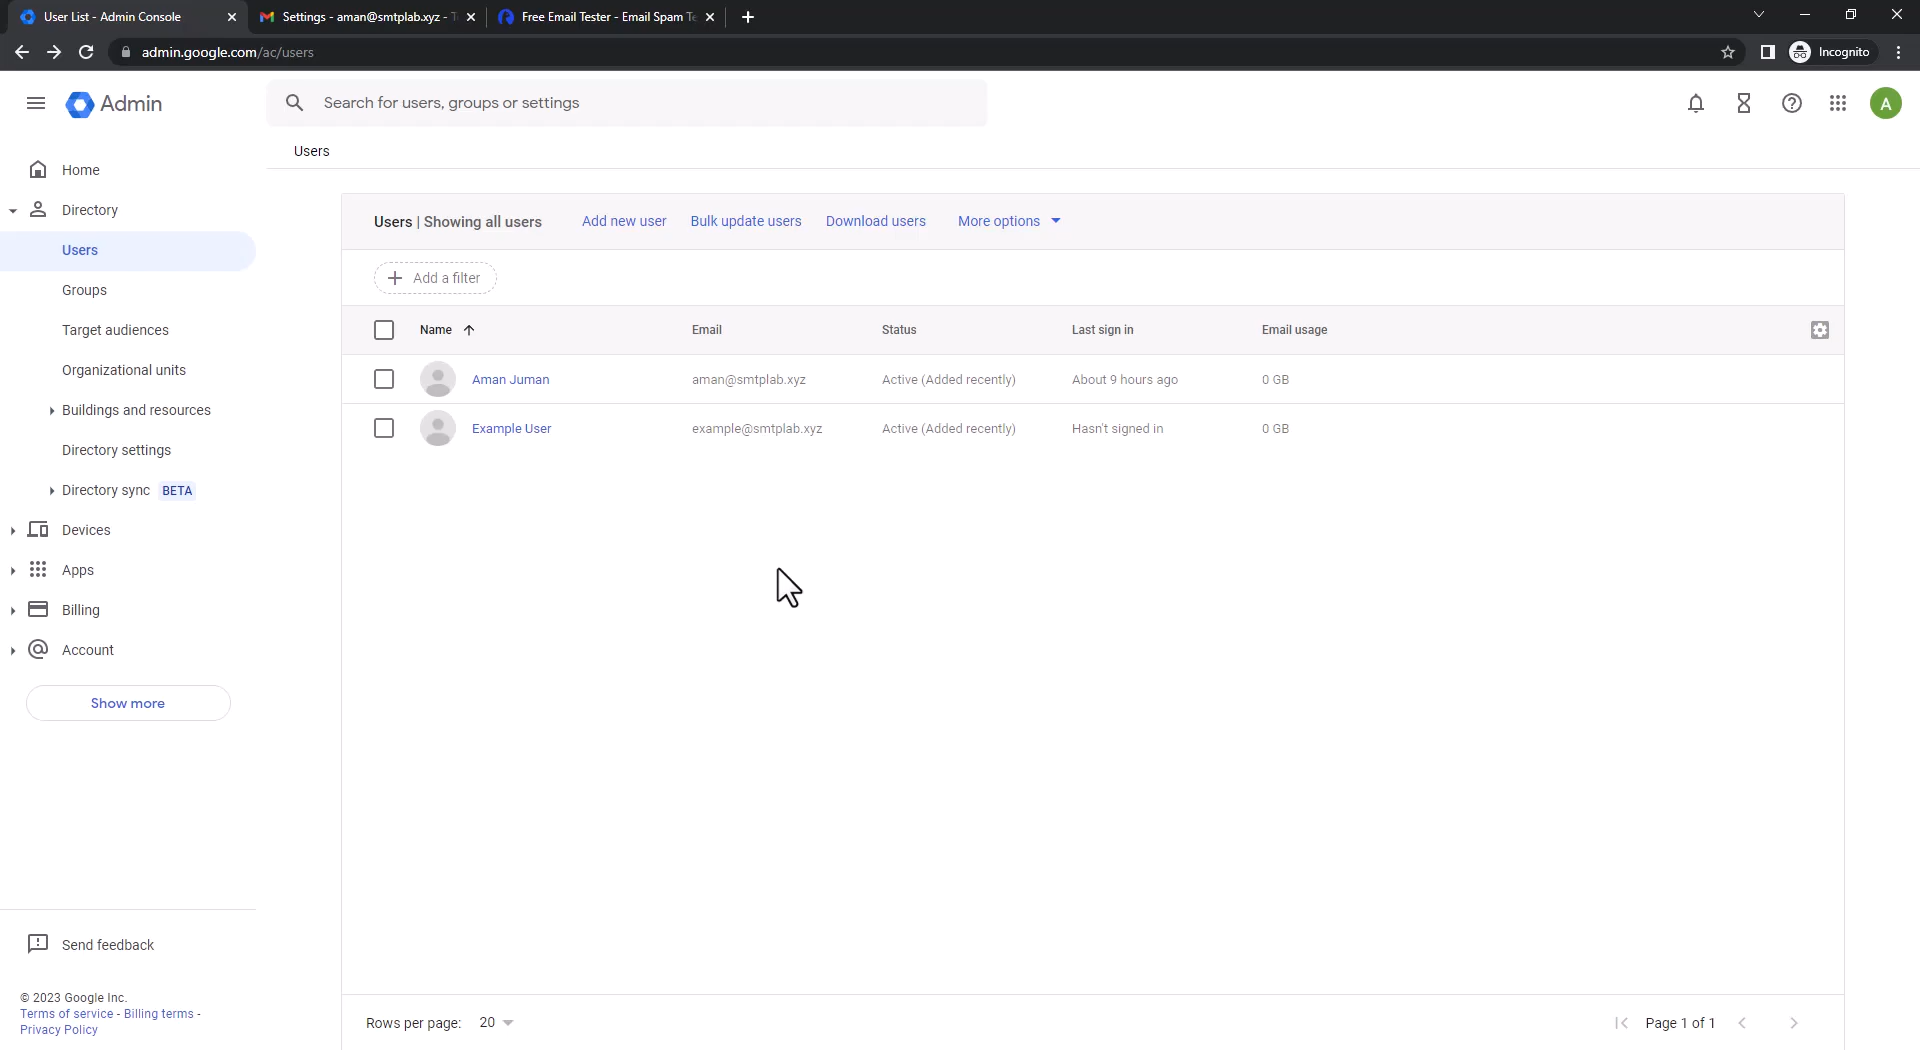 User List - Admin Console
Settings - aman@smtplab.xyz -
Free Email Tester - Email Spam Te
admin.google.com/ac/users
Incognito
Admin
Search for users, groups or settings
A
Users
Home
Directory
Users
Groups
Target audiences
Organizational units
Buildings and resources
Directory settings
Directory sync BETA
Devices
Apps
Billing
Account
Show more
Send feedback
© 2023 Google Inc.
Terms of service - Billing terms -
Privacy Policy
Users | Showing all users Add new user Bulk update users Download users More options
Add a filter
Name Email Status Last sign in Email usage
Aman Juman aman@smtplab.xyz Active (Added recently) About 9 hours ago 0 GB
Example User example@smtplab.xyz Active (Added recently) Hasn't signed in 0 GB
Rows per page: 20 Page 1 of 1